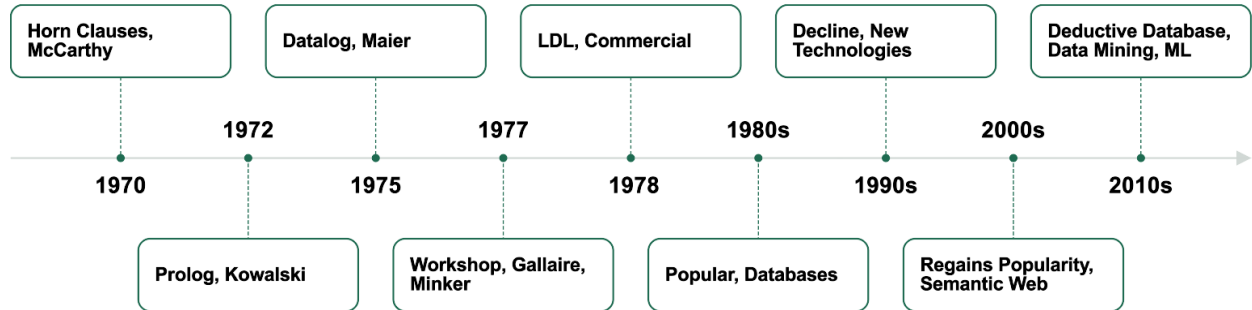 Horn Clauses,
McCarthy
Datalog, Maier
LDL, Commercial
Decline, New
Technologies
Deductive Database,
Data Mining, ML
1972
1977
1980s
2000s
1970
1975
1978
1990s
2010s
Prolog, Kowalski
Workshop, Gallaire,
Minker
Popular, Databases
Regains Popularity,
Semantic Web